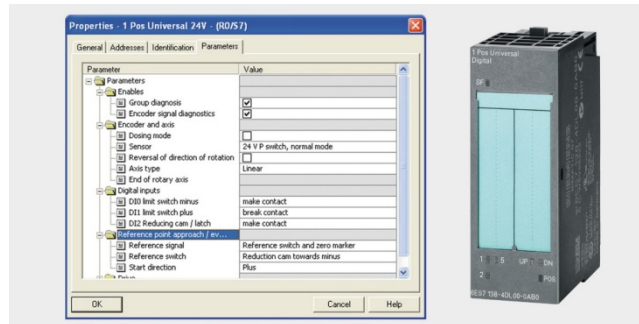 Properties - 1 Pos Universal 24V - (R0/S7)
General Addresses Identification Parameters
Parameter Value
Parameters
Enables
Group diagnosis
Encoder signal diagnostics
Encoder and axis
Dosing mode
Sensor 24 V P switch, normal mode
Reversal of direction of rotation
Axis type Linear
End of rotary axis
Digital inputs
DI0 limit switch minus make contact
DI1 limit switch plus break contact
DI2 Reducing cam / latch make contact
Reference point approach / ev...
Reference signal Reference switch and zero marker
Reference switch Reduction cam towards minus
Start direction Plus
Drive
OK Cancel Help
1 Pos Universal
Digital
SF
1 5 UP DN
2 POS
6ES7 138-4DL00-0AB0